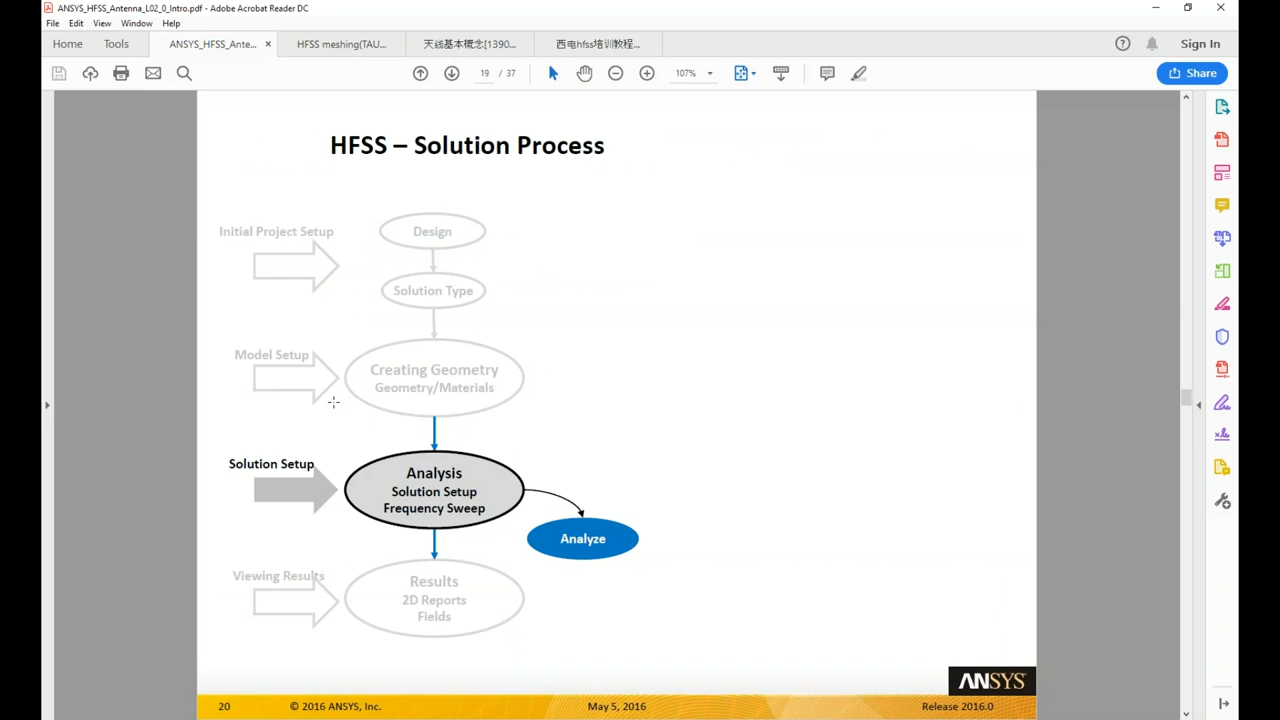 ANSYS_HFSS_Antenna_L02_0_Intro.pdf - Adobe Acrobat Reader DC
File Edit View Window Help
Home Tools ANSYS_HFSS_Ante... × HFSS meshing(TAU... 天线基本概念[1390... 西电hfss培训教程... Sign In
19 / 37 107% Share
HFSS – Solution Process
Initial Project Setup
Design
Solution Type
Model Setup
Creating Geometry
Geometry/Materials
Solution Setup
Analysis
Solution Setup
Frequency Sweep
Analyze
Viewing Results
Results
2D Reports
Fields
ANSYS
20 © 2016 ANSYS, Inc. May 5, 2016 Release 2016.0